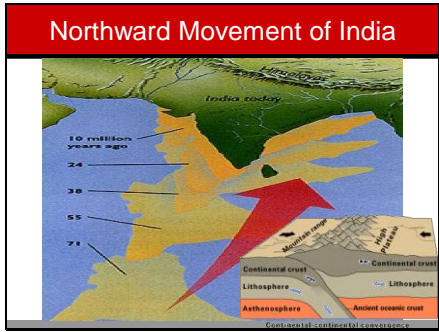 Northward Movement of India
Himalayas
India today
10 million
years ago
24
38
55
71
Mountain range
High
Plateau
Continental crust
Continental crust
Lithosphere
Lithosphere
Asthenosphere
Ancient oceanic crust
Continental-continental convergence